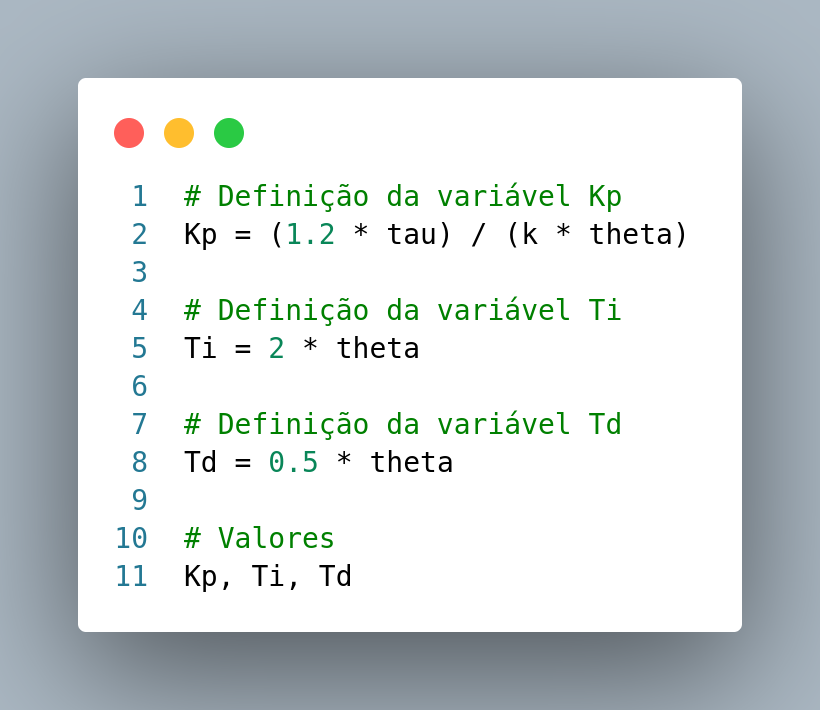 1 # Definição da variável Kp
2 Kp = (1.2 * tau) / (k * theta)
3
4 # Definição da variável Ti
5 Ti = 2 * theta
6
7 # Definição da variável Td
8 Td = 0.5 * theta
9
10 # Valores
11 Kp, Ti, Td